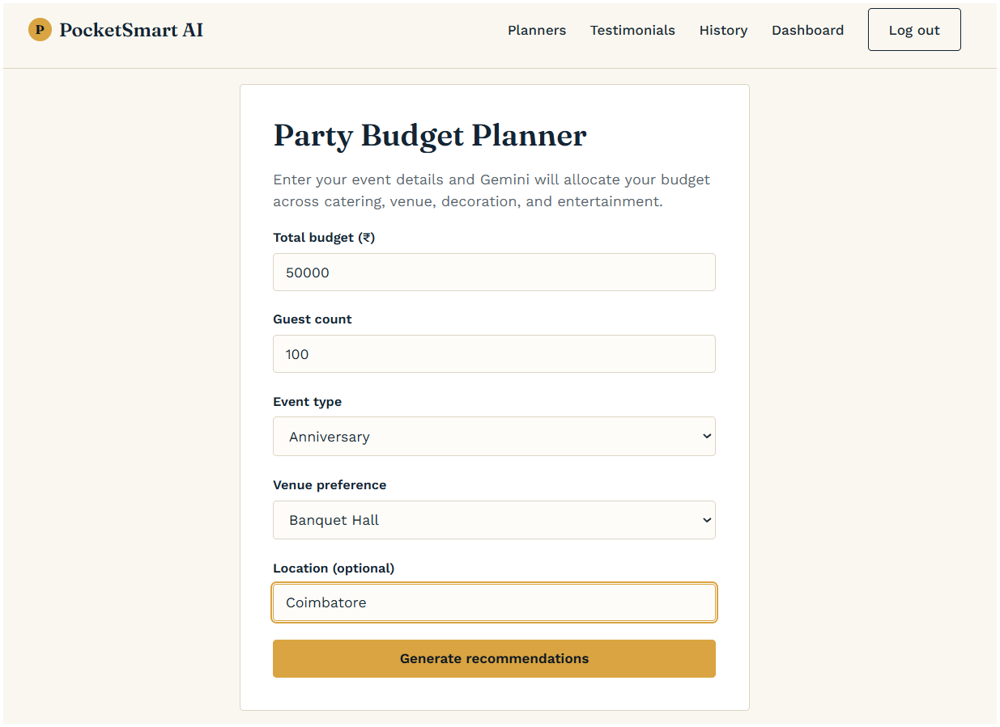 P PocketSmart AI
Planners Testimonials History Dashboard Log out
Party Budget Planner
Enter your event details and Gemini will allocate your budget
across catering, venue, decoration, and entertainment.
Total budget (₹)
50000
Guest count
100
Event type
Anniversary
Venue preference
Banquet Hall
Location (optional)
Coimbatore
Generate recommendations